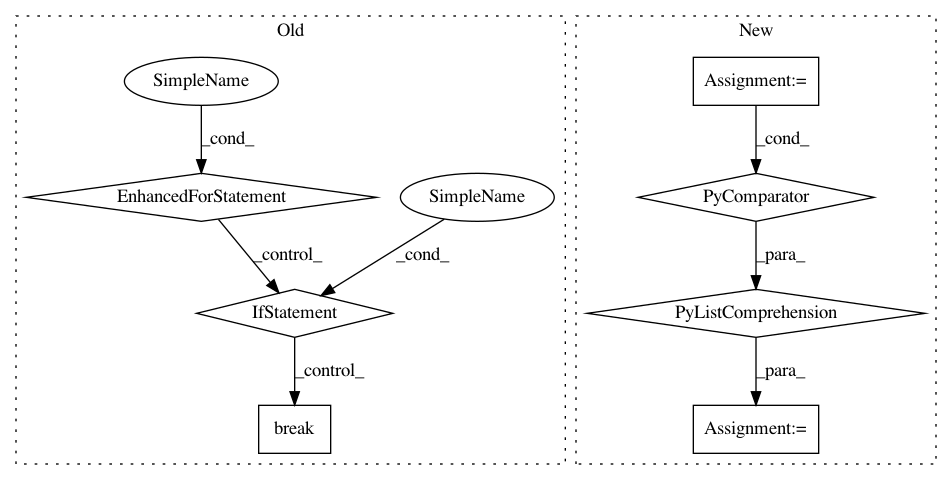 Old
New
SimpleName
Assignment:=
_cond_
_cond_
EnhancedForStatement
SimpleName
PyComparator
_control_
_cond_
_para_
IfStatement
PyListComprehension
_control_
_para_
break
Assignment:=